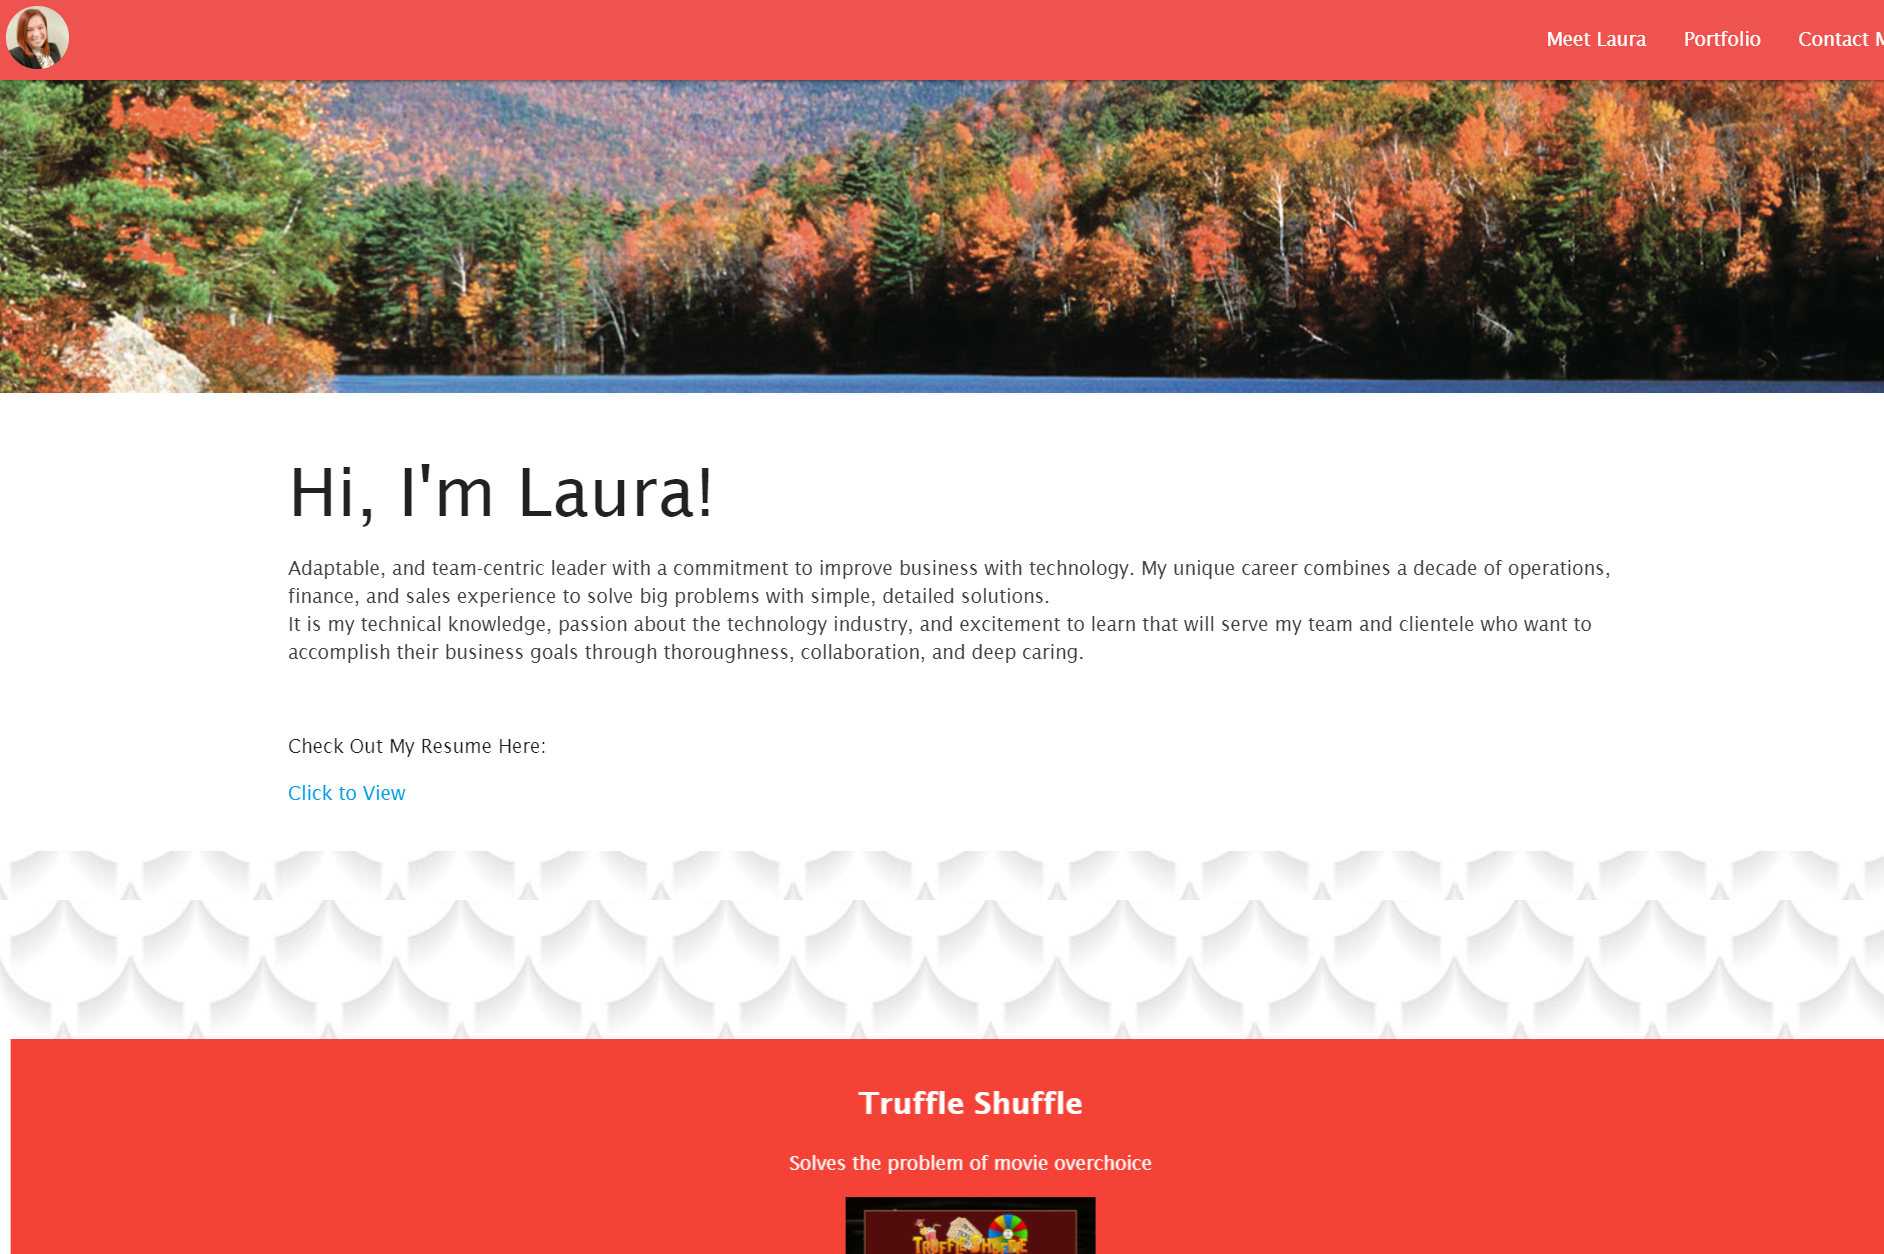 Meet Laura
Portfolio
Contact
Hi, I'm Laura!
Adaptable, and team-centric leader with a commitment to improve business with technology. My unique career combines a decade of operations,
finance, and sales experience to solve big problems with simple, detailed solutions.
It is my technical knowledge, passion about the technology industry, and excitement to learn that will serve my team and clientele who want to
accomplish their business goals through thoroughness, collaboration, and deep caring.
Check Out My Resume Here:
Click to View
Truffle Shuffle
Solves the problem of movie overchoice
Truffle Shuffle